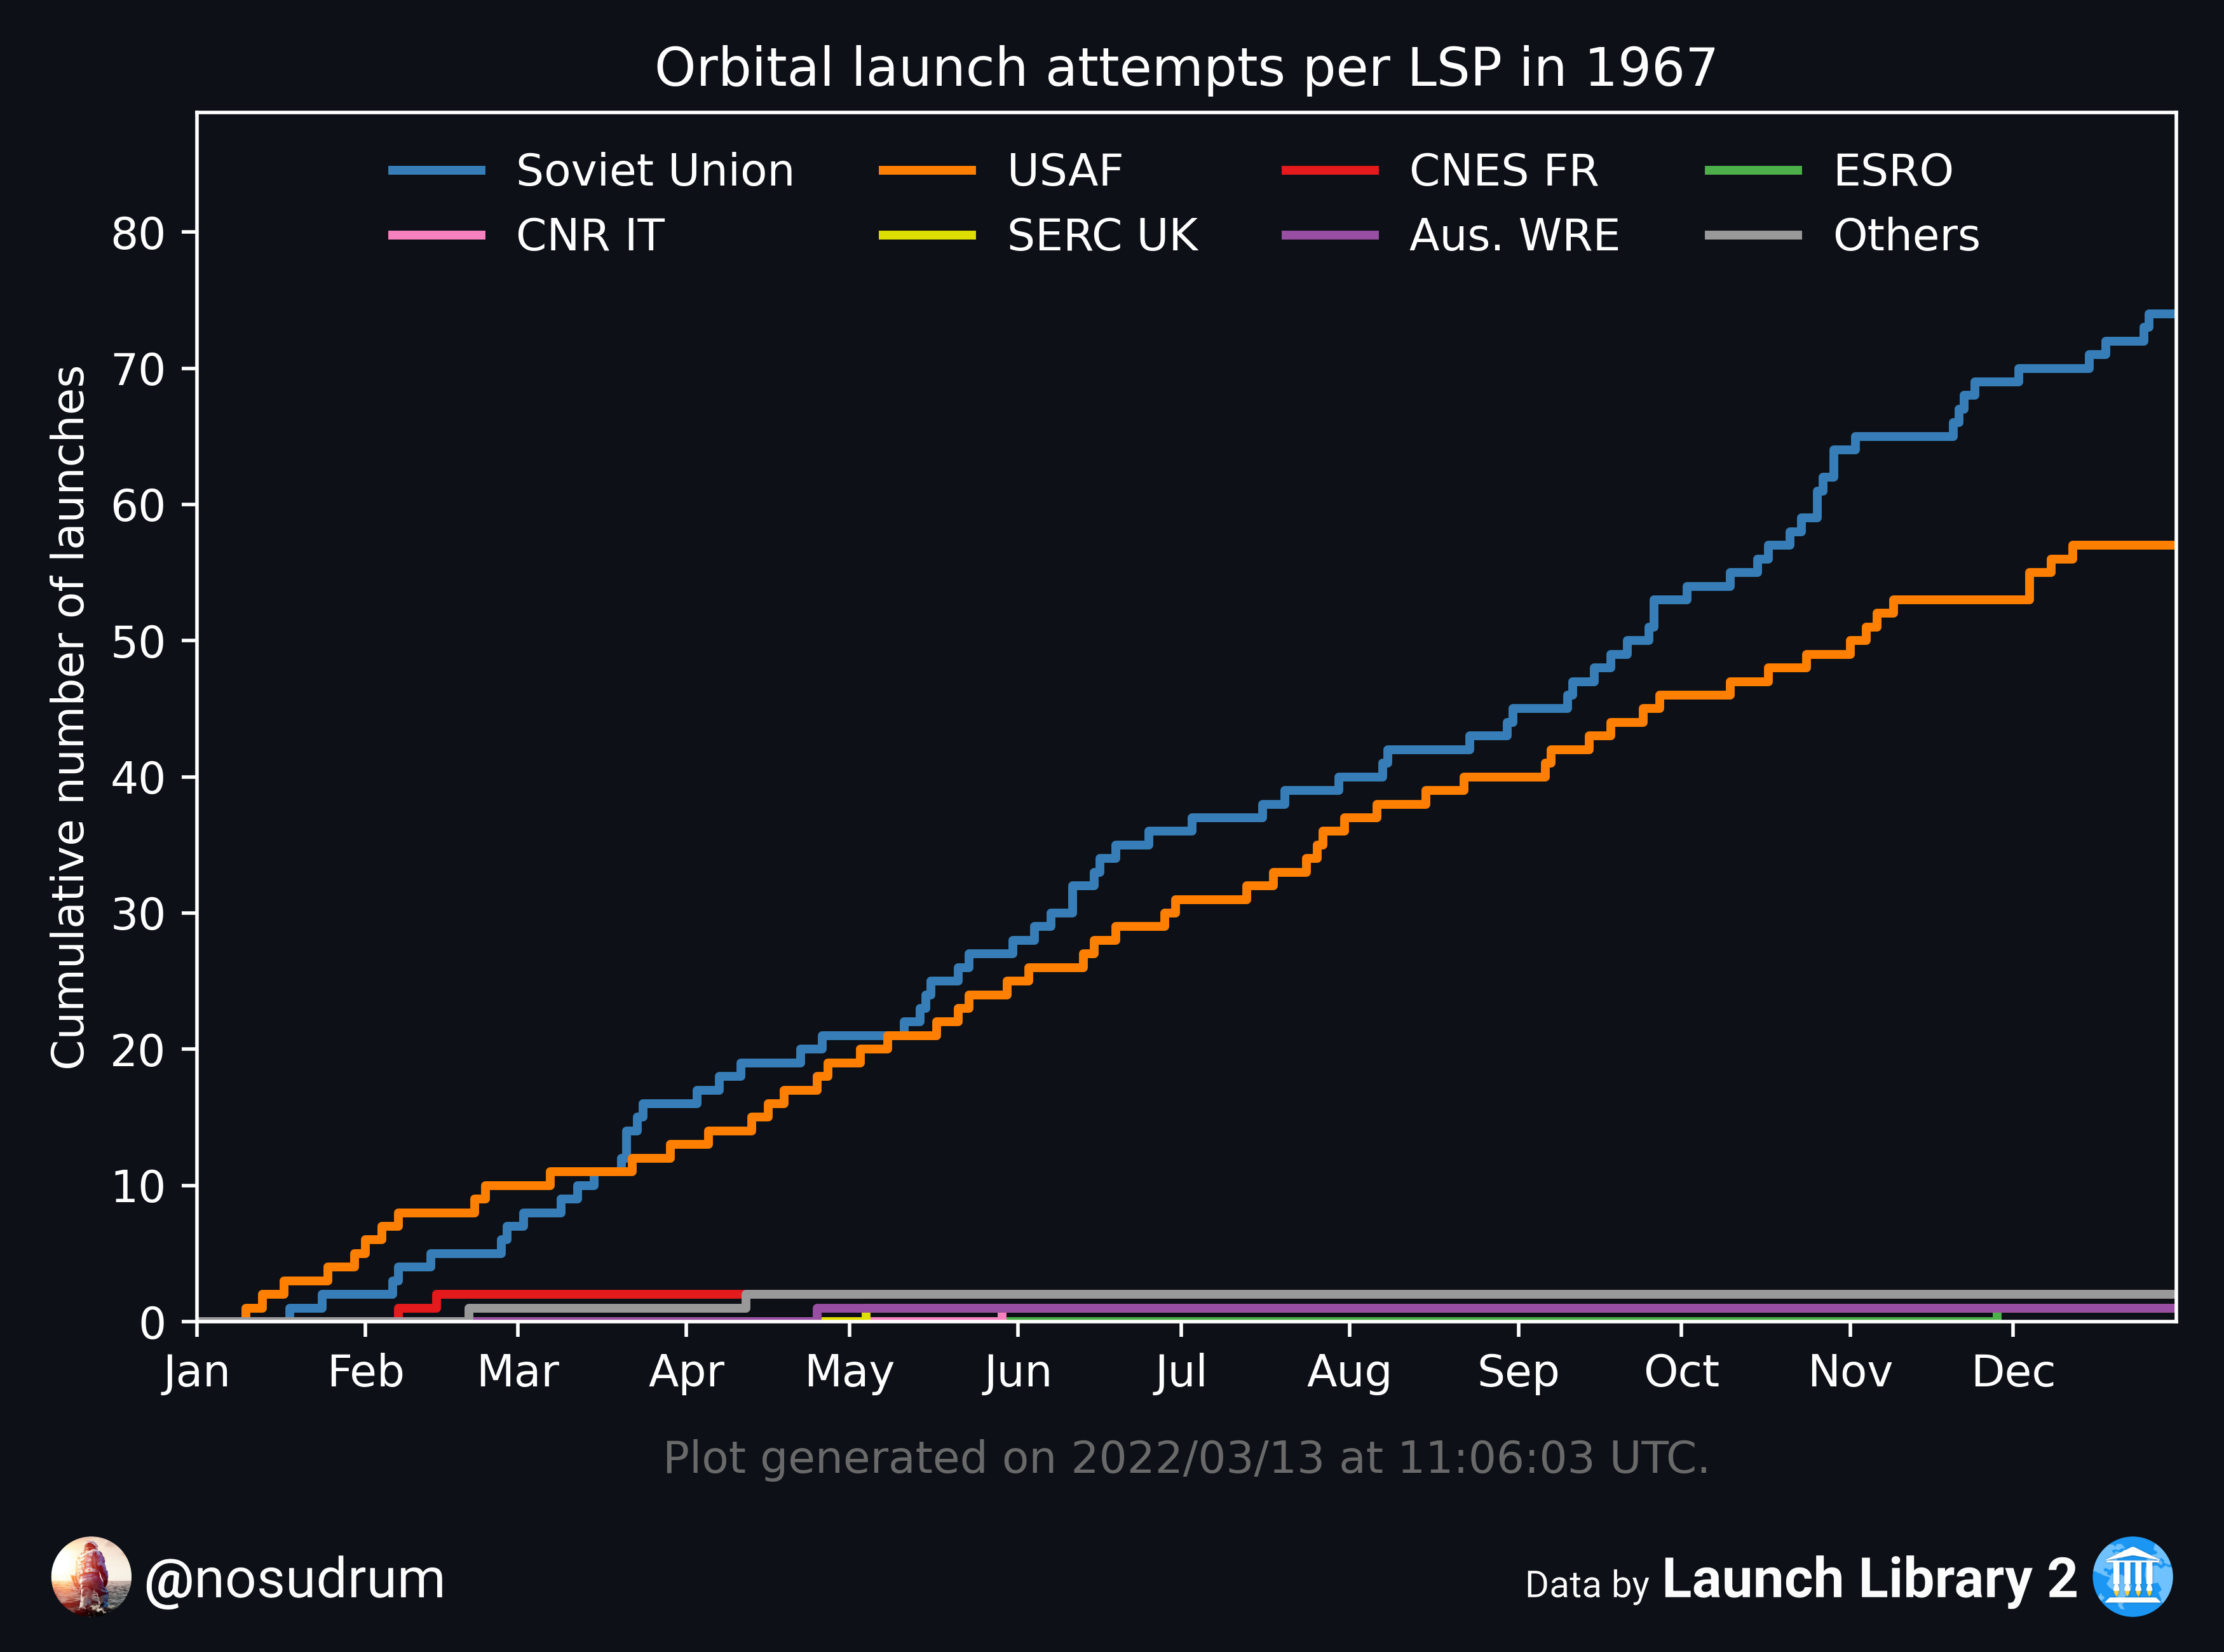 Orbital launch attempts per LSP in 1967
Soviet Union USAF CNES FR ESRO
CNR IT SERC UK Aus. WRE Others
Cumulative number of launches
80
70
60
50
40
30
20
10
0
Jan Feb Mar Apr May Jun Jul Aug Sep Oct Nov Dec
Plot generated on 2022/03/13 at 11:06:03 UTC.
@nosudrum
Data by Launch Library 2